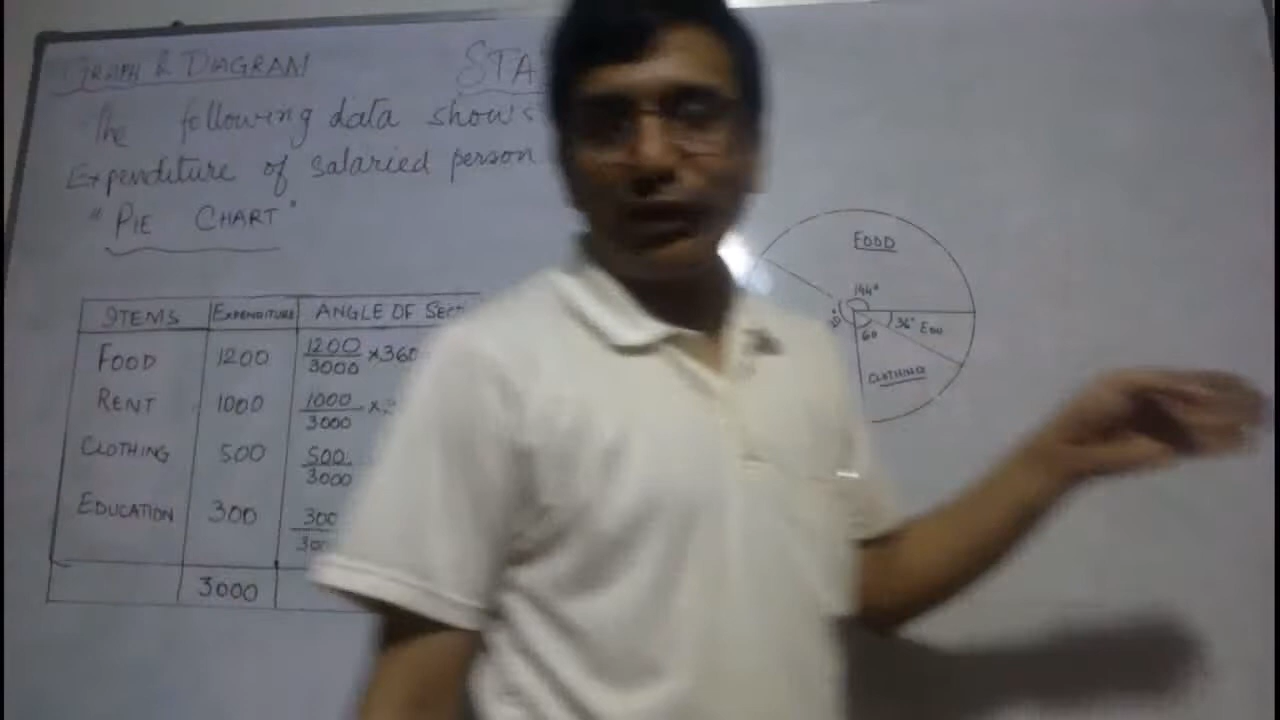 GRAPH & DIAGRAM
STA
The following data shows
Expenditure of salaried person
"PIE CHART"
ITEMS EXPENDITURE ANGLE OF SECT
FOOD 1200 1200/3000 ×360
RENT 1000 1000/3000 ×
CLOTHING 500 500/3000
EDUCATION 300 300/300
3000
FOOD
144°
36° EDU
60
CLOTHING